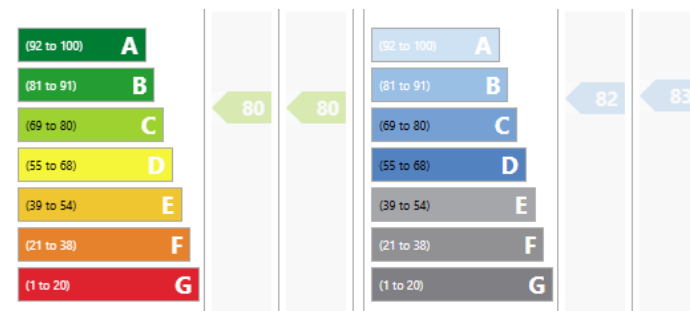 (92 to 100) A
(81 to 91) B
(69 to 80) C
(55 to 68) D
(39 to 54) E
(21 to 38) F
(1 to 20) G
80
80
(92 to 100) A
(81 to 91) B
(69 to 80) C
(55 to 68) D
(39 to 54) E
(21 to 38) F
(1 to 20) G
82
83